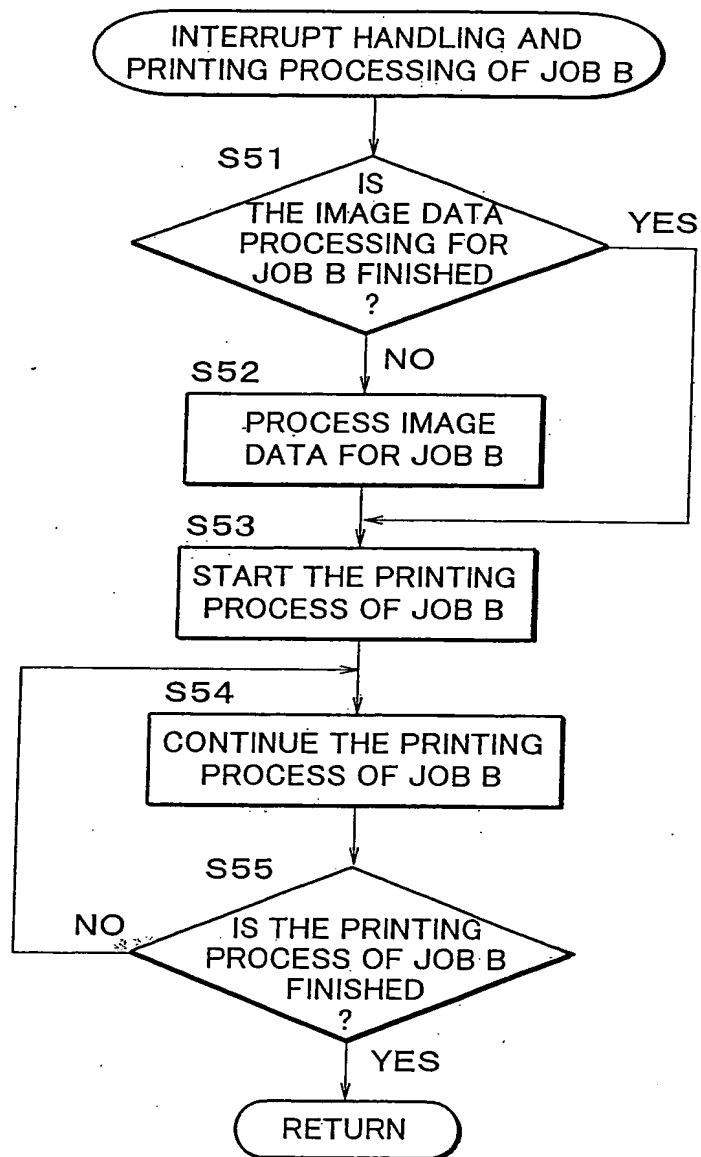 INTERRUPT HANDLING AND
PRINTING PROCESSING OF JOB B
S51
IS
THE IMAGE DATA
PROCESSING FOR
JOB B FINISHED
?
YES
NO
S52
PROCESS IMAGE
DATA FOR JOB B
S53
START THE PRINTING
PROCESS OF JOB B
S54
CONTINUE THE PRINTING
PROCESS OF JOB B
S55
NO
IS THE PRINTING
PROCESS OF JOB B
FINISHED
?
YES
RETURN